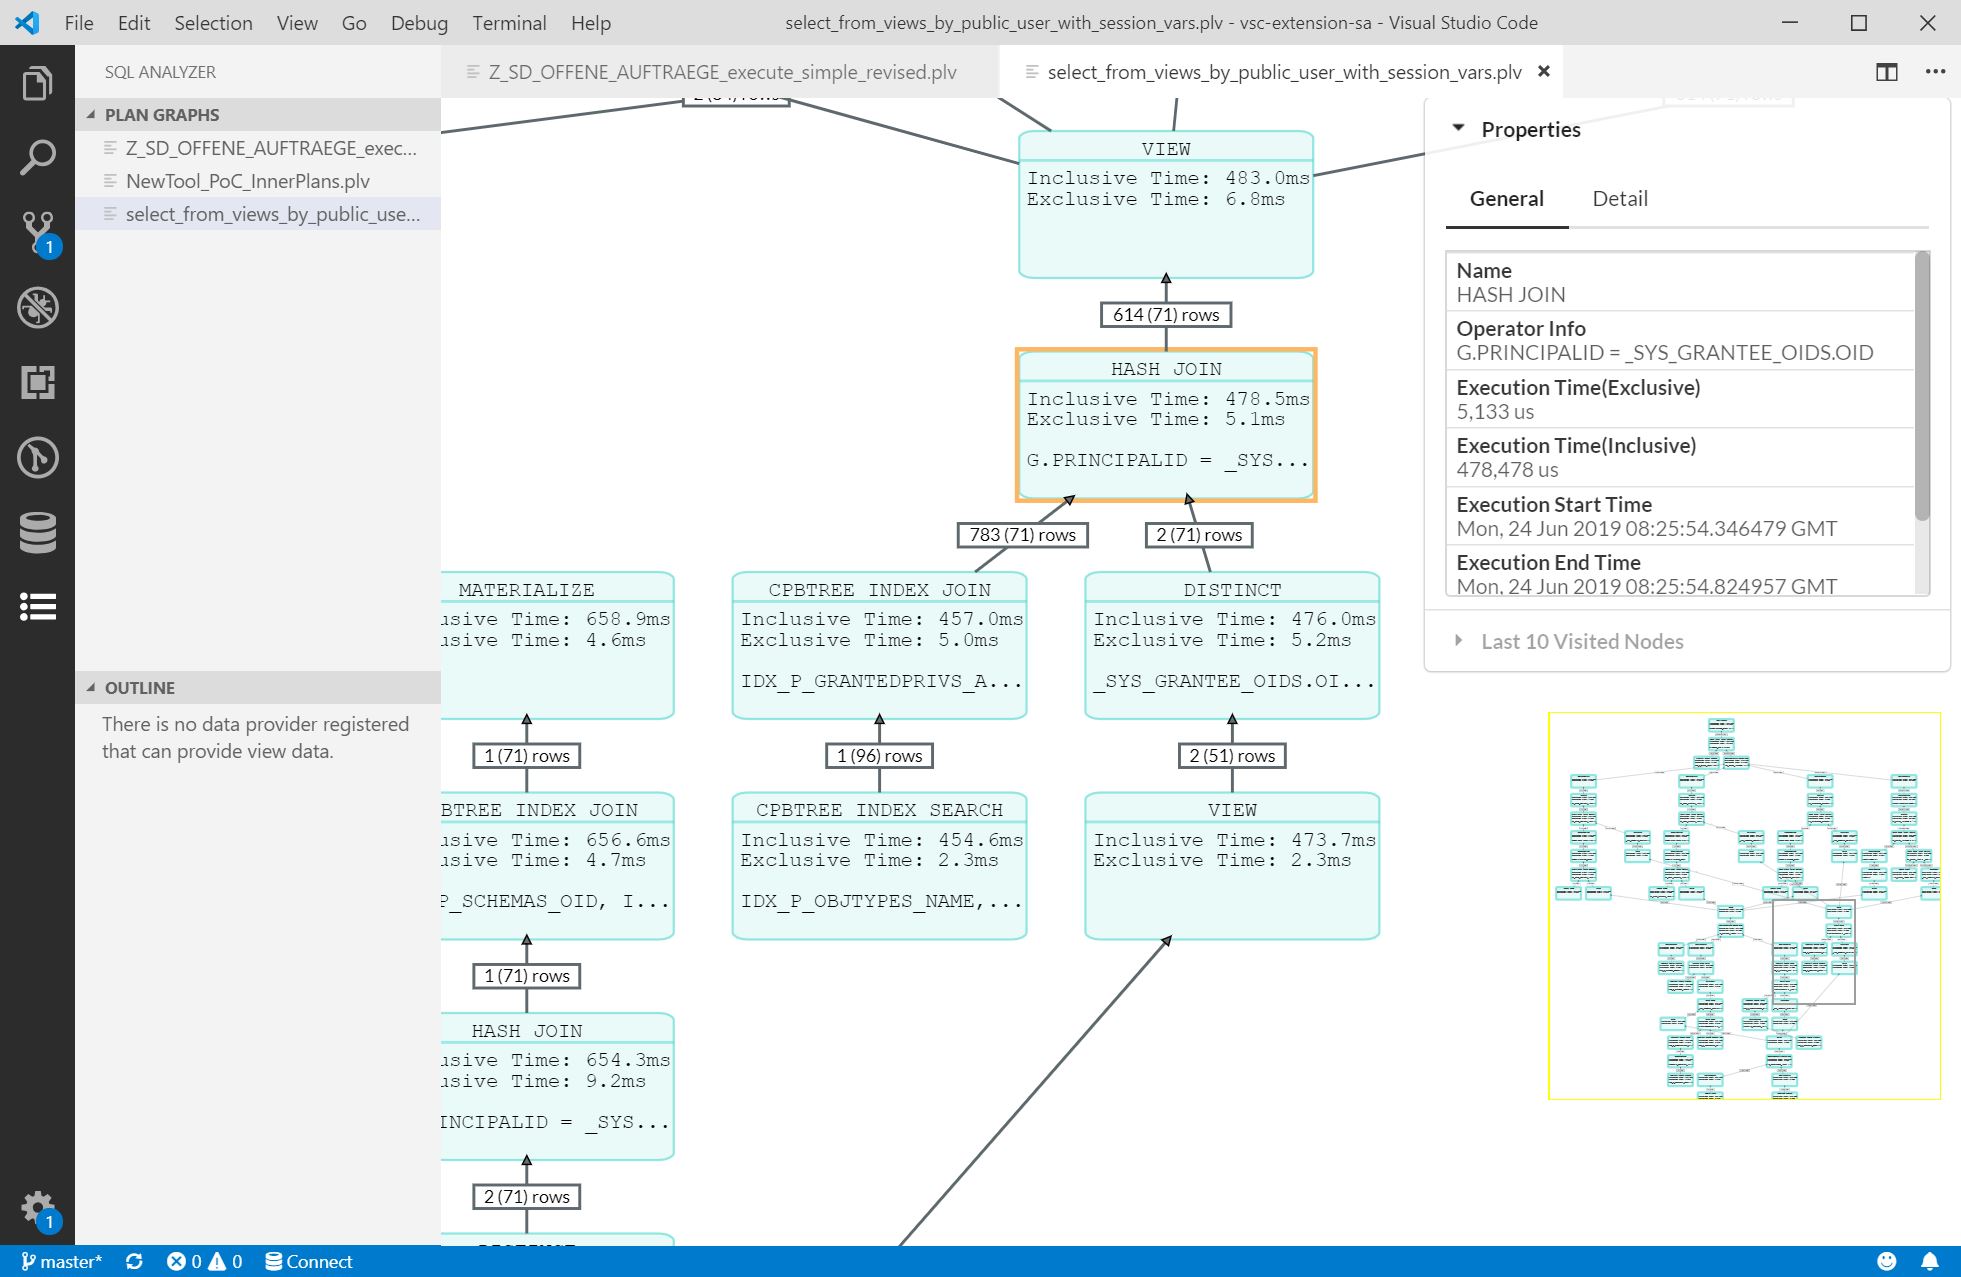 File Edit Selection View Go Debug Terminal Help
select_from_views_by_public_user_with_session_vars.plv - vsc-extension-sa - Visual Studio Code
SQL ANALYZER
PLAN GRAPHS
Z_SD_OFFENE_AUFTRAEGE_exec...
NewTool_PoC_InnerPlans.plv
select_from_views_by_public_use...
1
OUTLINE
There is no data provider registered
that can provide view data.
1
Z_SD_OFFENE_AUFTRAEGE_execute_simple_revised.plv
select_from_views_by_public_user_with_session_vars.plv
VIEW
Inclusive Time: 483.0ms
Exclusive Time: 6.8ms
614 (71) rows
HASH JOIN
Inclusive Time: 478.5ms
Exclusive Time: 5.1ms
G.PRINCIPALID = _SYS...
783 (71) rows
2 (71) rows
MATERIALIZE
usive Time: 658.9ms
usive Time: 4.6ms
CPBTREE INDEX JOIN
Inclusive Time: 457.0ms
Exclusive Time: 5.0ms
IDX_P_GRANTEDPRIVS_A...
DISTINCT
Inclusive Time: 476.0ms
Exclusive Time: 5.2ms
_SYS_GRANTEE_OIDS.OI...
1 (71) rows
1 (96) rows
2 (51) rows
BTREE INDEX JOIN
usive Time: 656.6ms
usive Time: 4.7ms
P_SCHEMAS_OID, I...
CPBTREE INDEX SEARCH
Inclusive Time: 454.6ms
Exclusive Time: 2.3ms
IDX_P_OBJTYPES_NAME,...
VIEW
Inclusive Time: 473.7ms
Exclusive Time: 2.3ms
1 (71) rows
HASH JOIN
usive Time: 654.3ms
usive Time: 9.2ms
INCIPALID = _SYS...
2 (71) rows
Properties
General Detail
Name
HASH JOIN
Operator Info
G.PRINCIPALID = _SYS_GRANTEE_OIDS.OID
Execution Time(Exclusive)
5,133 us
Execution Time(Inclusive)
478,478 us
Execution Start Time
Mon, 24 Jun 2019 08:25:54.346479 GMT
Execution End Time
Mon, 24 Jun 2019 08:25:54.824957 GMT
Last 10 Visited Nodes
master* 0 0 Connect